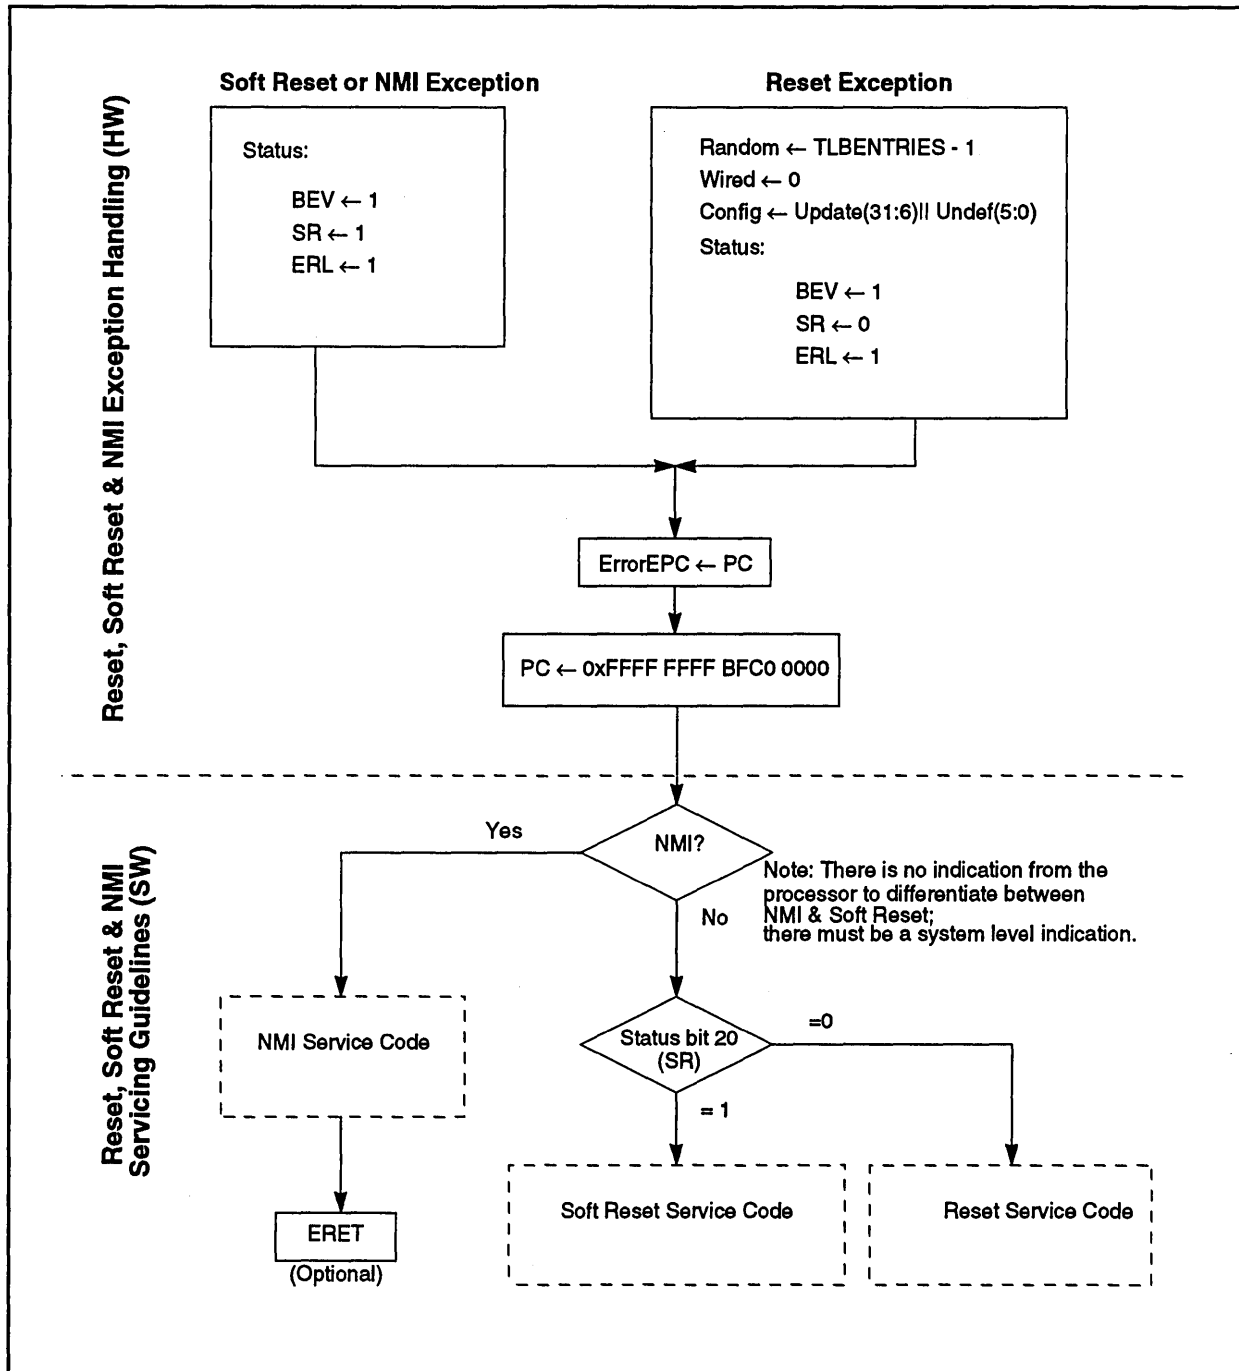 Reset, Soft Reset & NMI Exception Handling (HW)
Soft Reset or NMI Exception
Status:
BEV ← 1
SR ← 1
ERL ← 1
Reset Exception
Random ← TLBENTRIES - 1
Wired ← 0
Config ← Update(31:6)|| Undef(5:0)
Status:
BEV ← 1
SR ← 0
ERL ← 1
ErrorEPC ← PC
PC ← 0xFFFF FFFF BFC0 0000
Reset, Soft Reset & NMI
Servicing Guidelines (SW)
NMI?
Yes
No
Note: There is no indication from the
processor to differentiate between
NMI & Soft Reset;
there must be a system level indication.
NMI Service Code
ERET
(Optional)
Status bit 20
(SR)
=0
= 1
Soft Reset Service Code
Reset Service Code